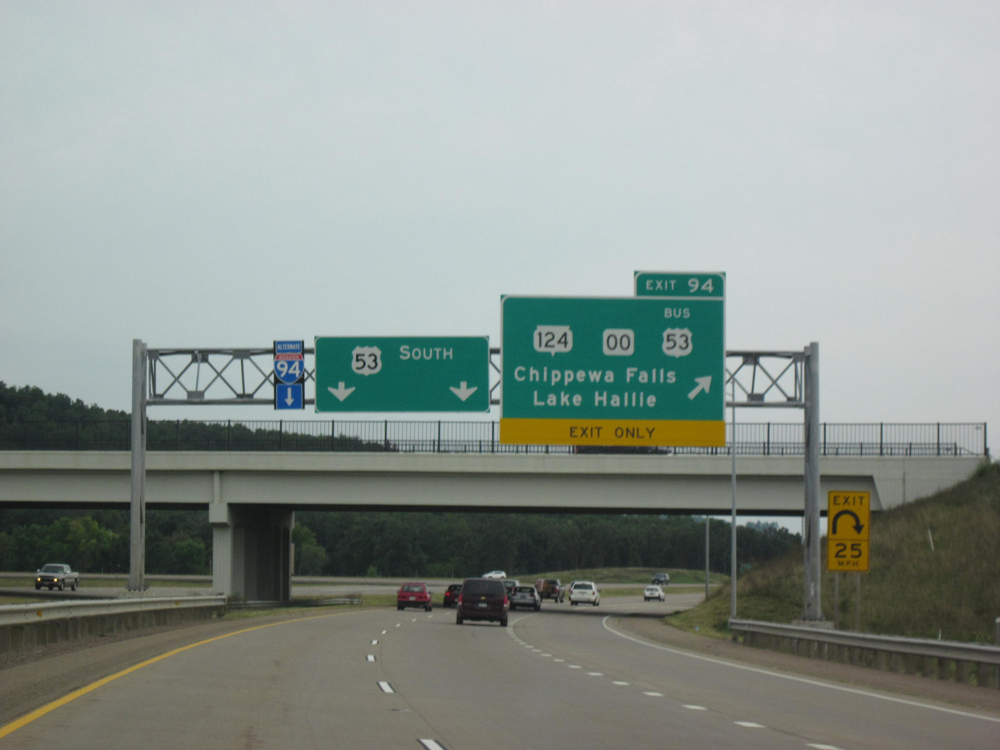 ALTERNATE
INTERSTATE
94
53 SOUTH
EXIT 94
BUS
124 OO 53
Chippewa Falls
Lake Hallie
EXIT ONLY
EXIT
25
MPH